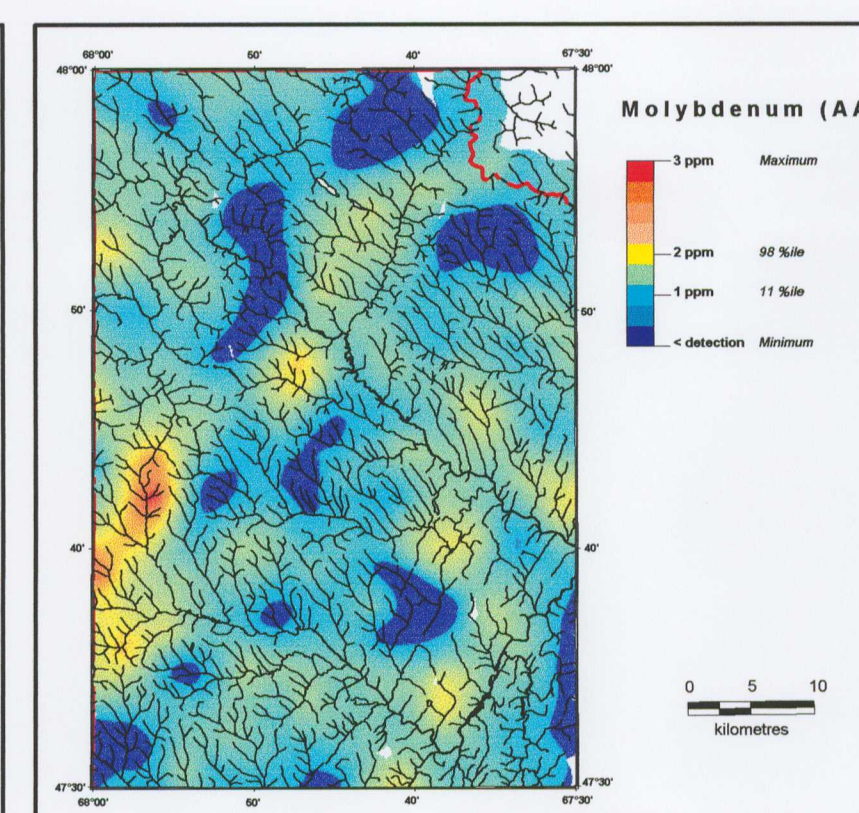 68°00' 50' 40' 67°30'
48°00' 48°00'
Molybdenum (AA
3 ppm Maximum
2 ppm 98 %ile
1 ppm 11 %ile
< detection Minimum
50' 50'
40' 40'
0 5 10
kilometres
47°30' 47°30'
68°00' 50' 40' 67°30'